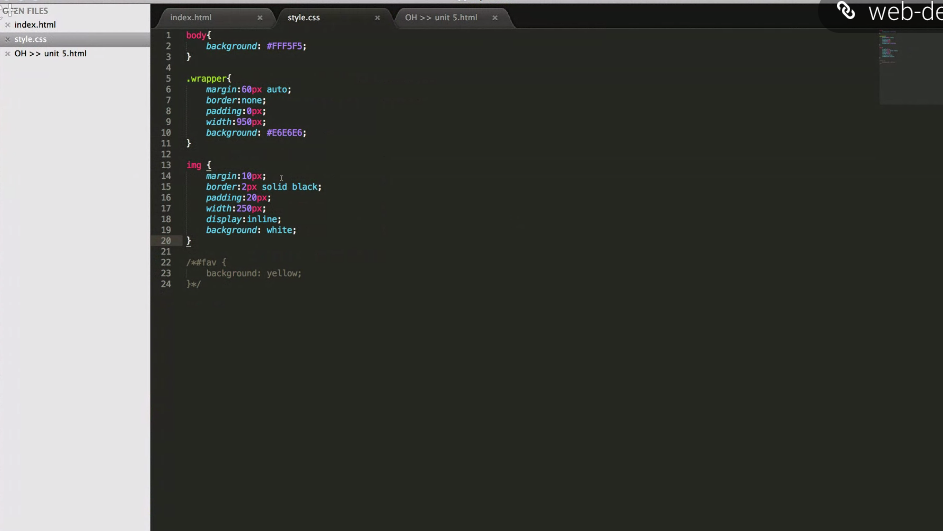 web-de
OPEN FILES
index.html
style.css
OH >> unit 5.html
index.html
style.css
OH >> unit 5.html
1 body{
2 background: #FFF5F5;
3 }
4
5 .wrapper{
6 margin:60px auto;
7 border:none;
8 padding:0px;
9 width:950px;
10 background: #E6E6E6;
11 }
12
13 img {
14 margin:10px;
15 border:2px solid black;
16 padding:20px;
17 width:250px;
18 display:inline;
19 background: white;
20 }
21
22 /*#fav {
23 background: yellow;
24 }*/